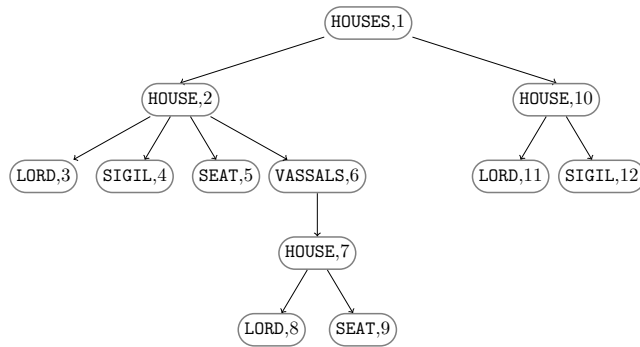 HOUSES,1
HOUSE,2 HOUSE,10
LORD,3 SIGIL,4 SEAT,5 VASSALS,6 LORD,11 SIGIL,12
HOUSE,7
LORD,8 SEAT,9